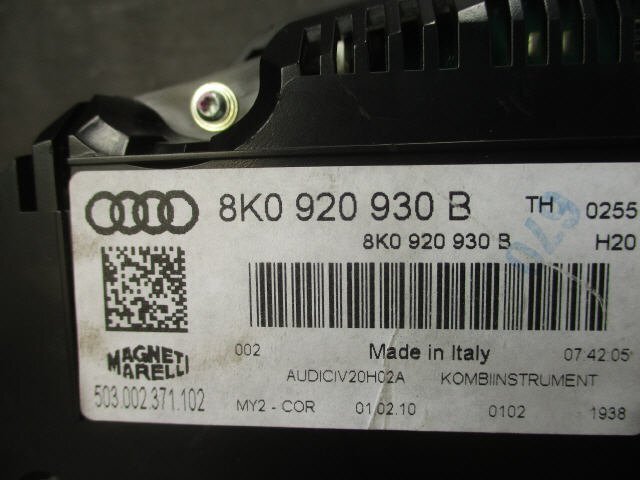 8K0 920 930 B TH 0255
8K0 920 930 B H20
070
002 Made in Italy 07:42:05
MAGNETI
MARELLI
AUDICIV20H02A KOMBIINSTRUMENT
503.002.371.102
MY2 - COR 01.02.10 0102 1938